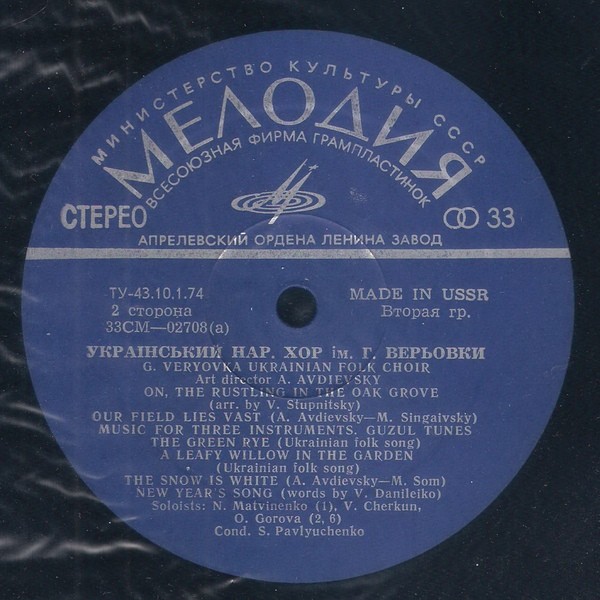 МИНИСТЕРСТВО КУЛЬТУРЫ СССР
МЕЛОДИЯ
ВСЕСОЮЗНАЯ ФИРМА ГРАМПЛАСТИНОК
СТЕРЕО
33
АПРЕЛЕВСКИЙ ОРДЕНА ЛЕНИНА ЗАВОД
ТУ-43.10.1.74
MADE IN USSR
2 сторона
Вторая гр.
33СМ—02708(а)
УКРАЇНСЬКИЙ НАР. ХОР ім. Г. ВЕРЬОВКИ
G. VERYOVKA UKRAINIAN FOLK CHOIR
Art director A. AVDIEVSKY
ON, THE RUSTLING IN THE OAK GROVE
(arr. by V. Stupnitsky)
OUR FIELD LIES VAST (A. Avdievsky—M. Singaivsky)
MUSIC FOR THREE INSTRUMENTS. GUZUL TUNES
THE GREEN RYE (Ukrainian folk song)
A LEAFY WILLOW IN THE GARDEN
(Ukrainian folk song)
THE SNOW IS WHITE (A. Avdievsky—M. Som)
NEW YEAR'S SONG (words by V. Danileiko)
Soloists: N. Matvinenko (1), V. Cherkun,
O. Gorova (2, 6)
Cond. S. Pavlyuchenko